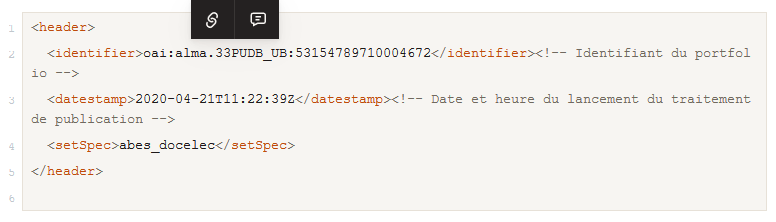 1 <header>
2 <identifier>oai:alma.33PUDB_UB:53154789710004672</identifier><!-- Identifiant du portfol
io -->
3 <datestamp>2020-04-21T11:22:39Z</datestamp><!-- Date et heure du lancement du traitement
de publication -->
4 <setSpec>abes_docelec</setSpec>
5 </header>
6